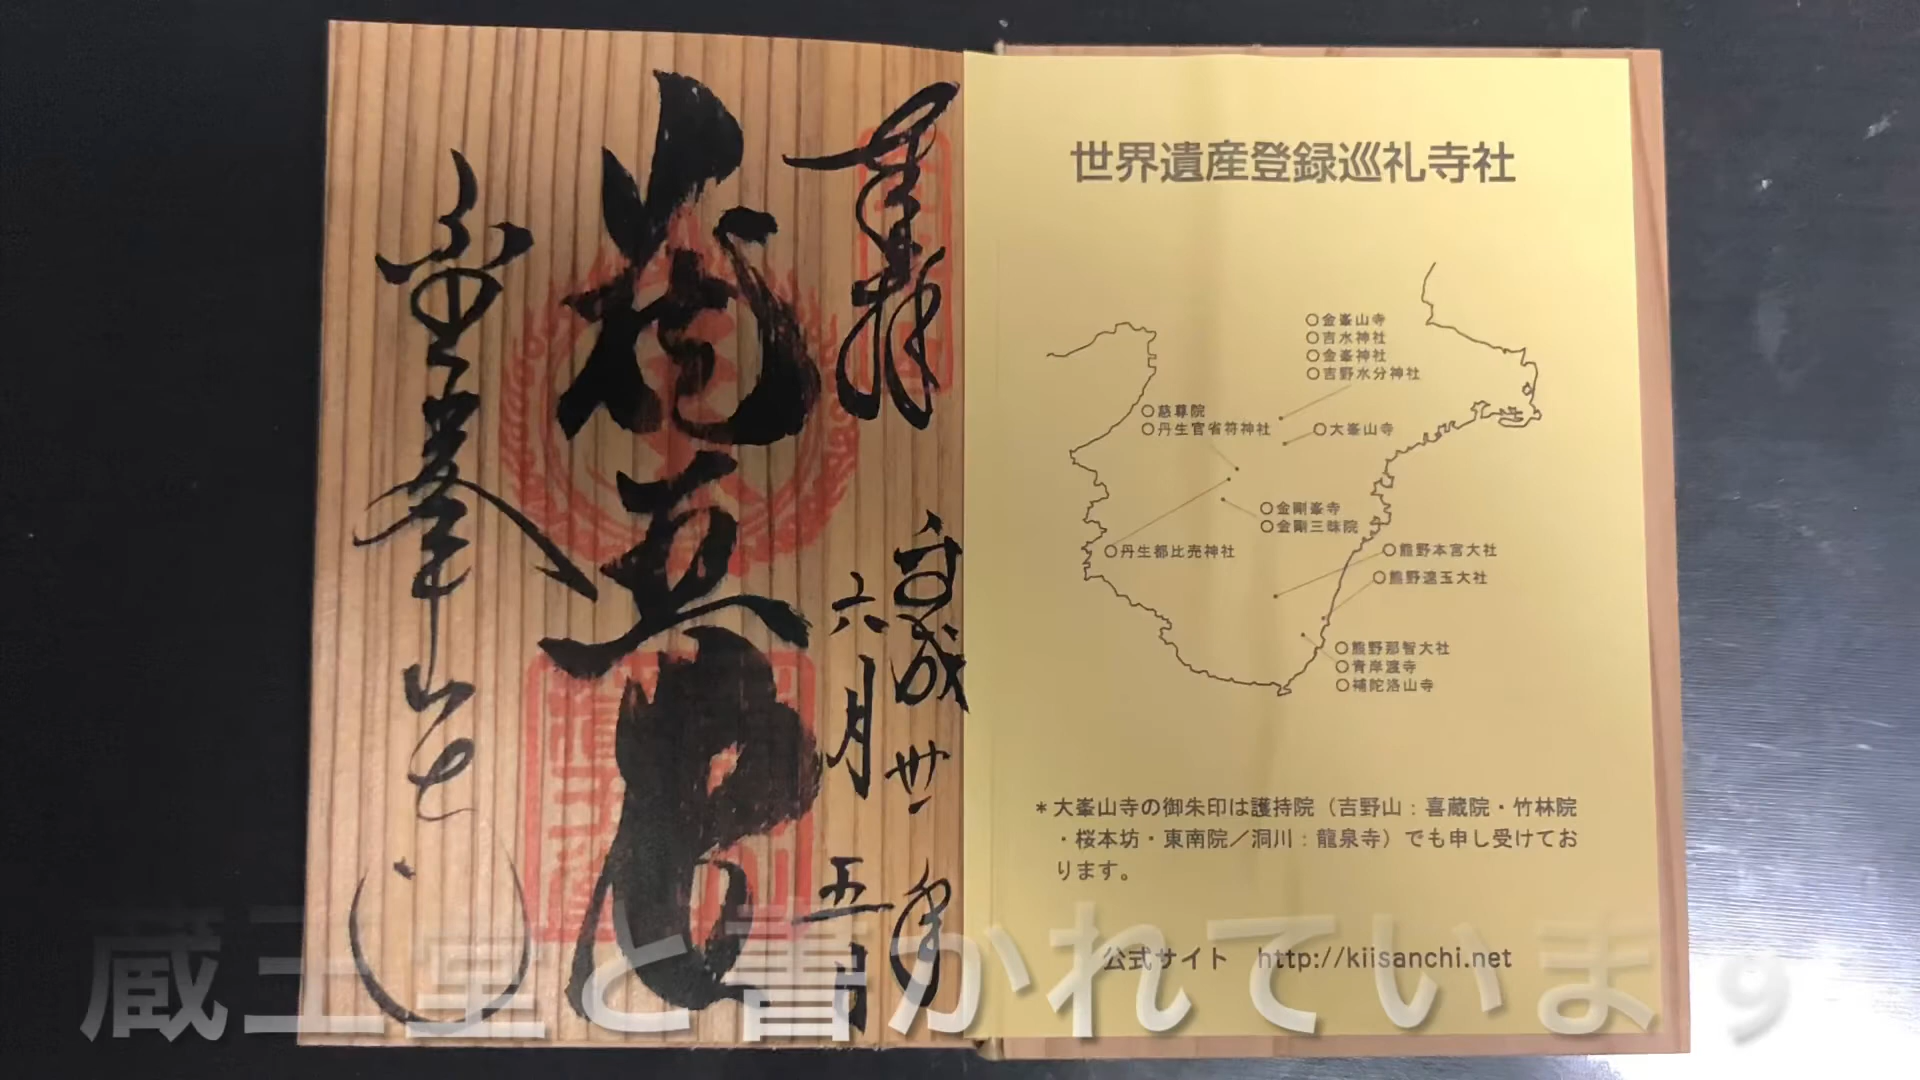 奉拝
平成卅一年
六月五日
蔵王堂
金峯山寺
世界遺産登録巡礼寺社
○金峯山寺
○吉水神社
○金峯神社
○吉野水分神社
○慈尊院
○丹生官省符神社
○大峯山寺
○金剛峯寺
○金剛三昧院
○丹生都比売神社
○熊野本宮大社
○熊野速玉大社
○熊野那智大社
○青岸渡寺
○補陀洛山寺
*大峯山寺の御朱印は護持院（吉野山：喜蔵院・竹林院
・桜本坊・東南院／洞川：龍泉寺）でも申し受けてお
ります。
公式サイト http://kiisanchi.net
蔵王堂と書かれています